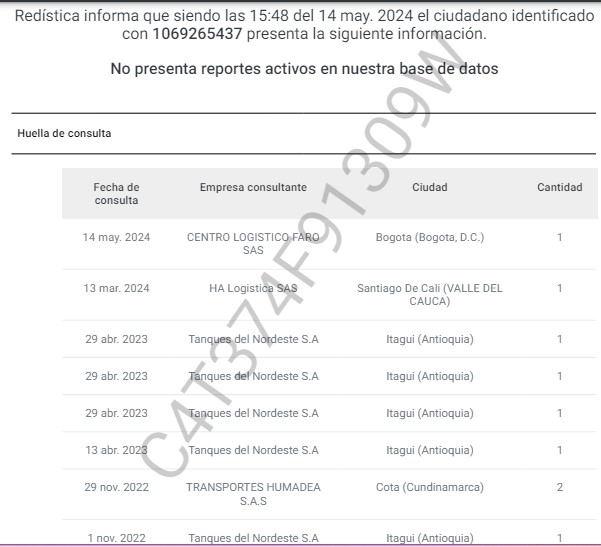 Redística informa que siendo las 15:48 del 14 may. 2024 el ciudadano identificado
con 1069265437 presenta la siguiente información.
No presenta reportes activos en nuestra base de datos
Huella de consulta
Fecha de consulta Empresa consultante Ciudad Cantidad
14 may. 2024 CENTRO LOGISTICO FARO SAS Bogota (Bogota, D.C.) 1
13 mar. 2024 HA Logistica SAS Santiago De Cali (VALLE DEL CAUCA) 1
29 abr. 2023 Tanques del Nordeste S.A Itagui (Antioquia) 1
29 abr. 2023 Tanques del Nordeste S.A Itagui (Antioquia) 1
29 abr. 2023 Tanques del Nordeste S.A Itagui (Antioquia) 1
13 abr. 2023 Tanques del Nordeste S.A Itagui (Antioquia) 1
29 nov. 2022 TRANSPORTES HUMADEA S.A.S Cota (Cundinamarca) 2
1 nov. 2022 Tanques del Nordeste S.A Itagui (Antioquia) 1
C4T374F91309W